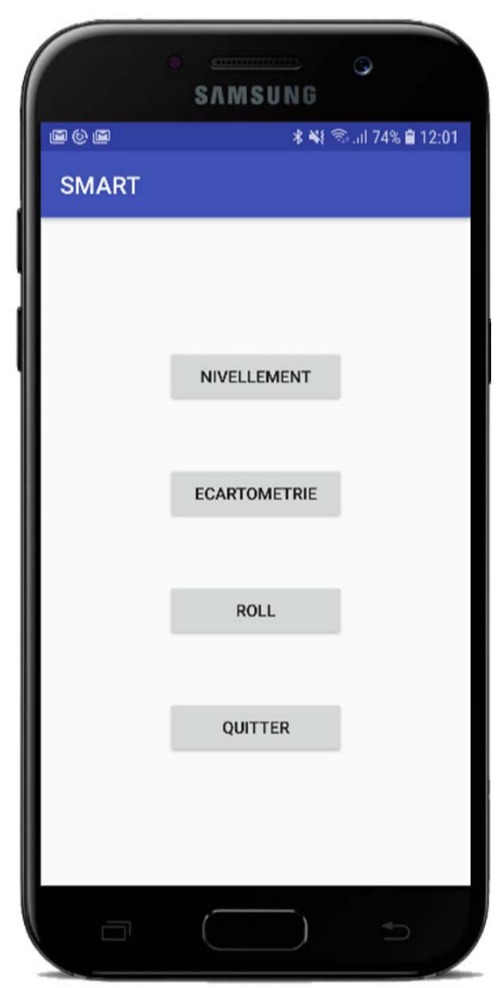 SAMSUNG
74% 12:01
SMART
NIVELLEMENT
ECARTOMETRIE
ROLL
QUITTER